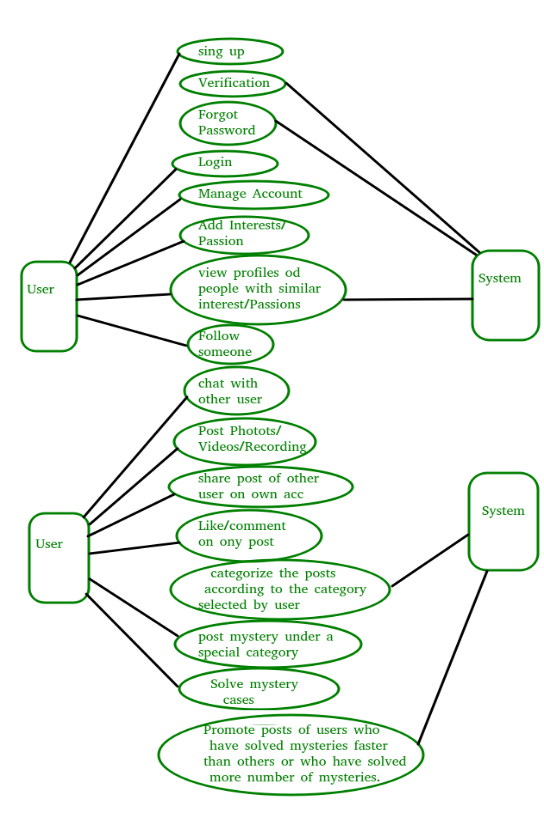 sing up
Verification
Forgot
Password
Login
Manage Account
Add Interests/
Passion
User
view profiles od
people with similar
interest/Passions
System
Follow
someone
chat with
other user
Post Photots/
Videos/Recording
share post of other
user on own acc
User
Like/comment
on ony post
System
categorize the posts
according to the category
selected by user
post mystery under a
special category
Solve mystery
cases
Promote posts of users who
have solved mysteries faster
than others or who have solved
more number of mysteries.